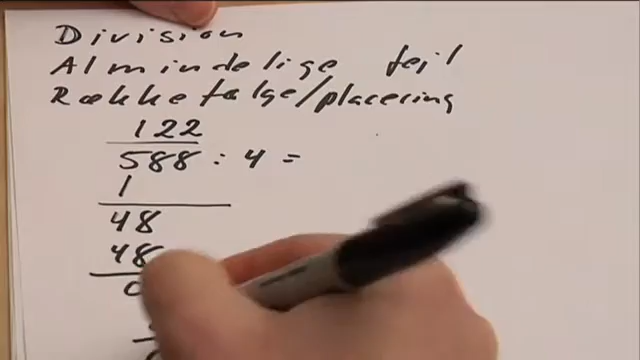 Division
Almindelige fejl
Rækkefølge/placering
122
588 : 4 =
1
48
48
0